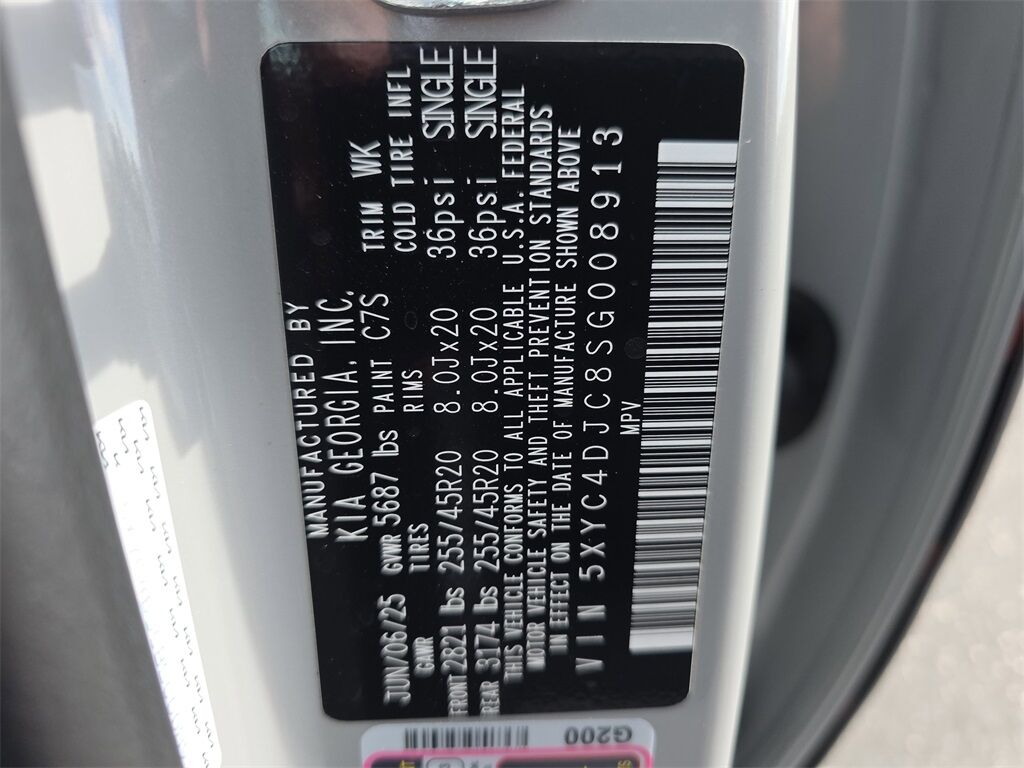 MANUFACTURED BY
KIA GEORGIA, INC.
JUN/06/25 GVWR 5687 lbs PAINT C7S TRIM WK
GAWR TIRES RIMS COLD TIRE INFL
FRONT 2821 lbs 255/45R20 8.0Jx20 36psi SINGLE
REAR 3174 lbs 255/45R20 8.0Jx20 36psi SINGLE
THIS VEHICLE CONFORMS TO ALL APPLICABLE U.S.A. FEDERAL
MOTOR VEHICLE SAFETY AND THEFT PREVENTION STANDARDS
IN EFFECT ON THE DATE OF MANUFACTURE SHOWN ABOVE
VIN 5XYC4DJC8SG008913
MPV
G200